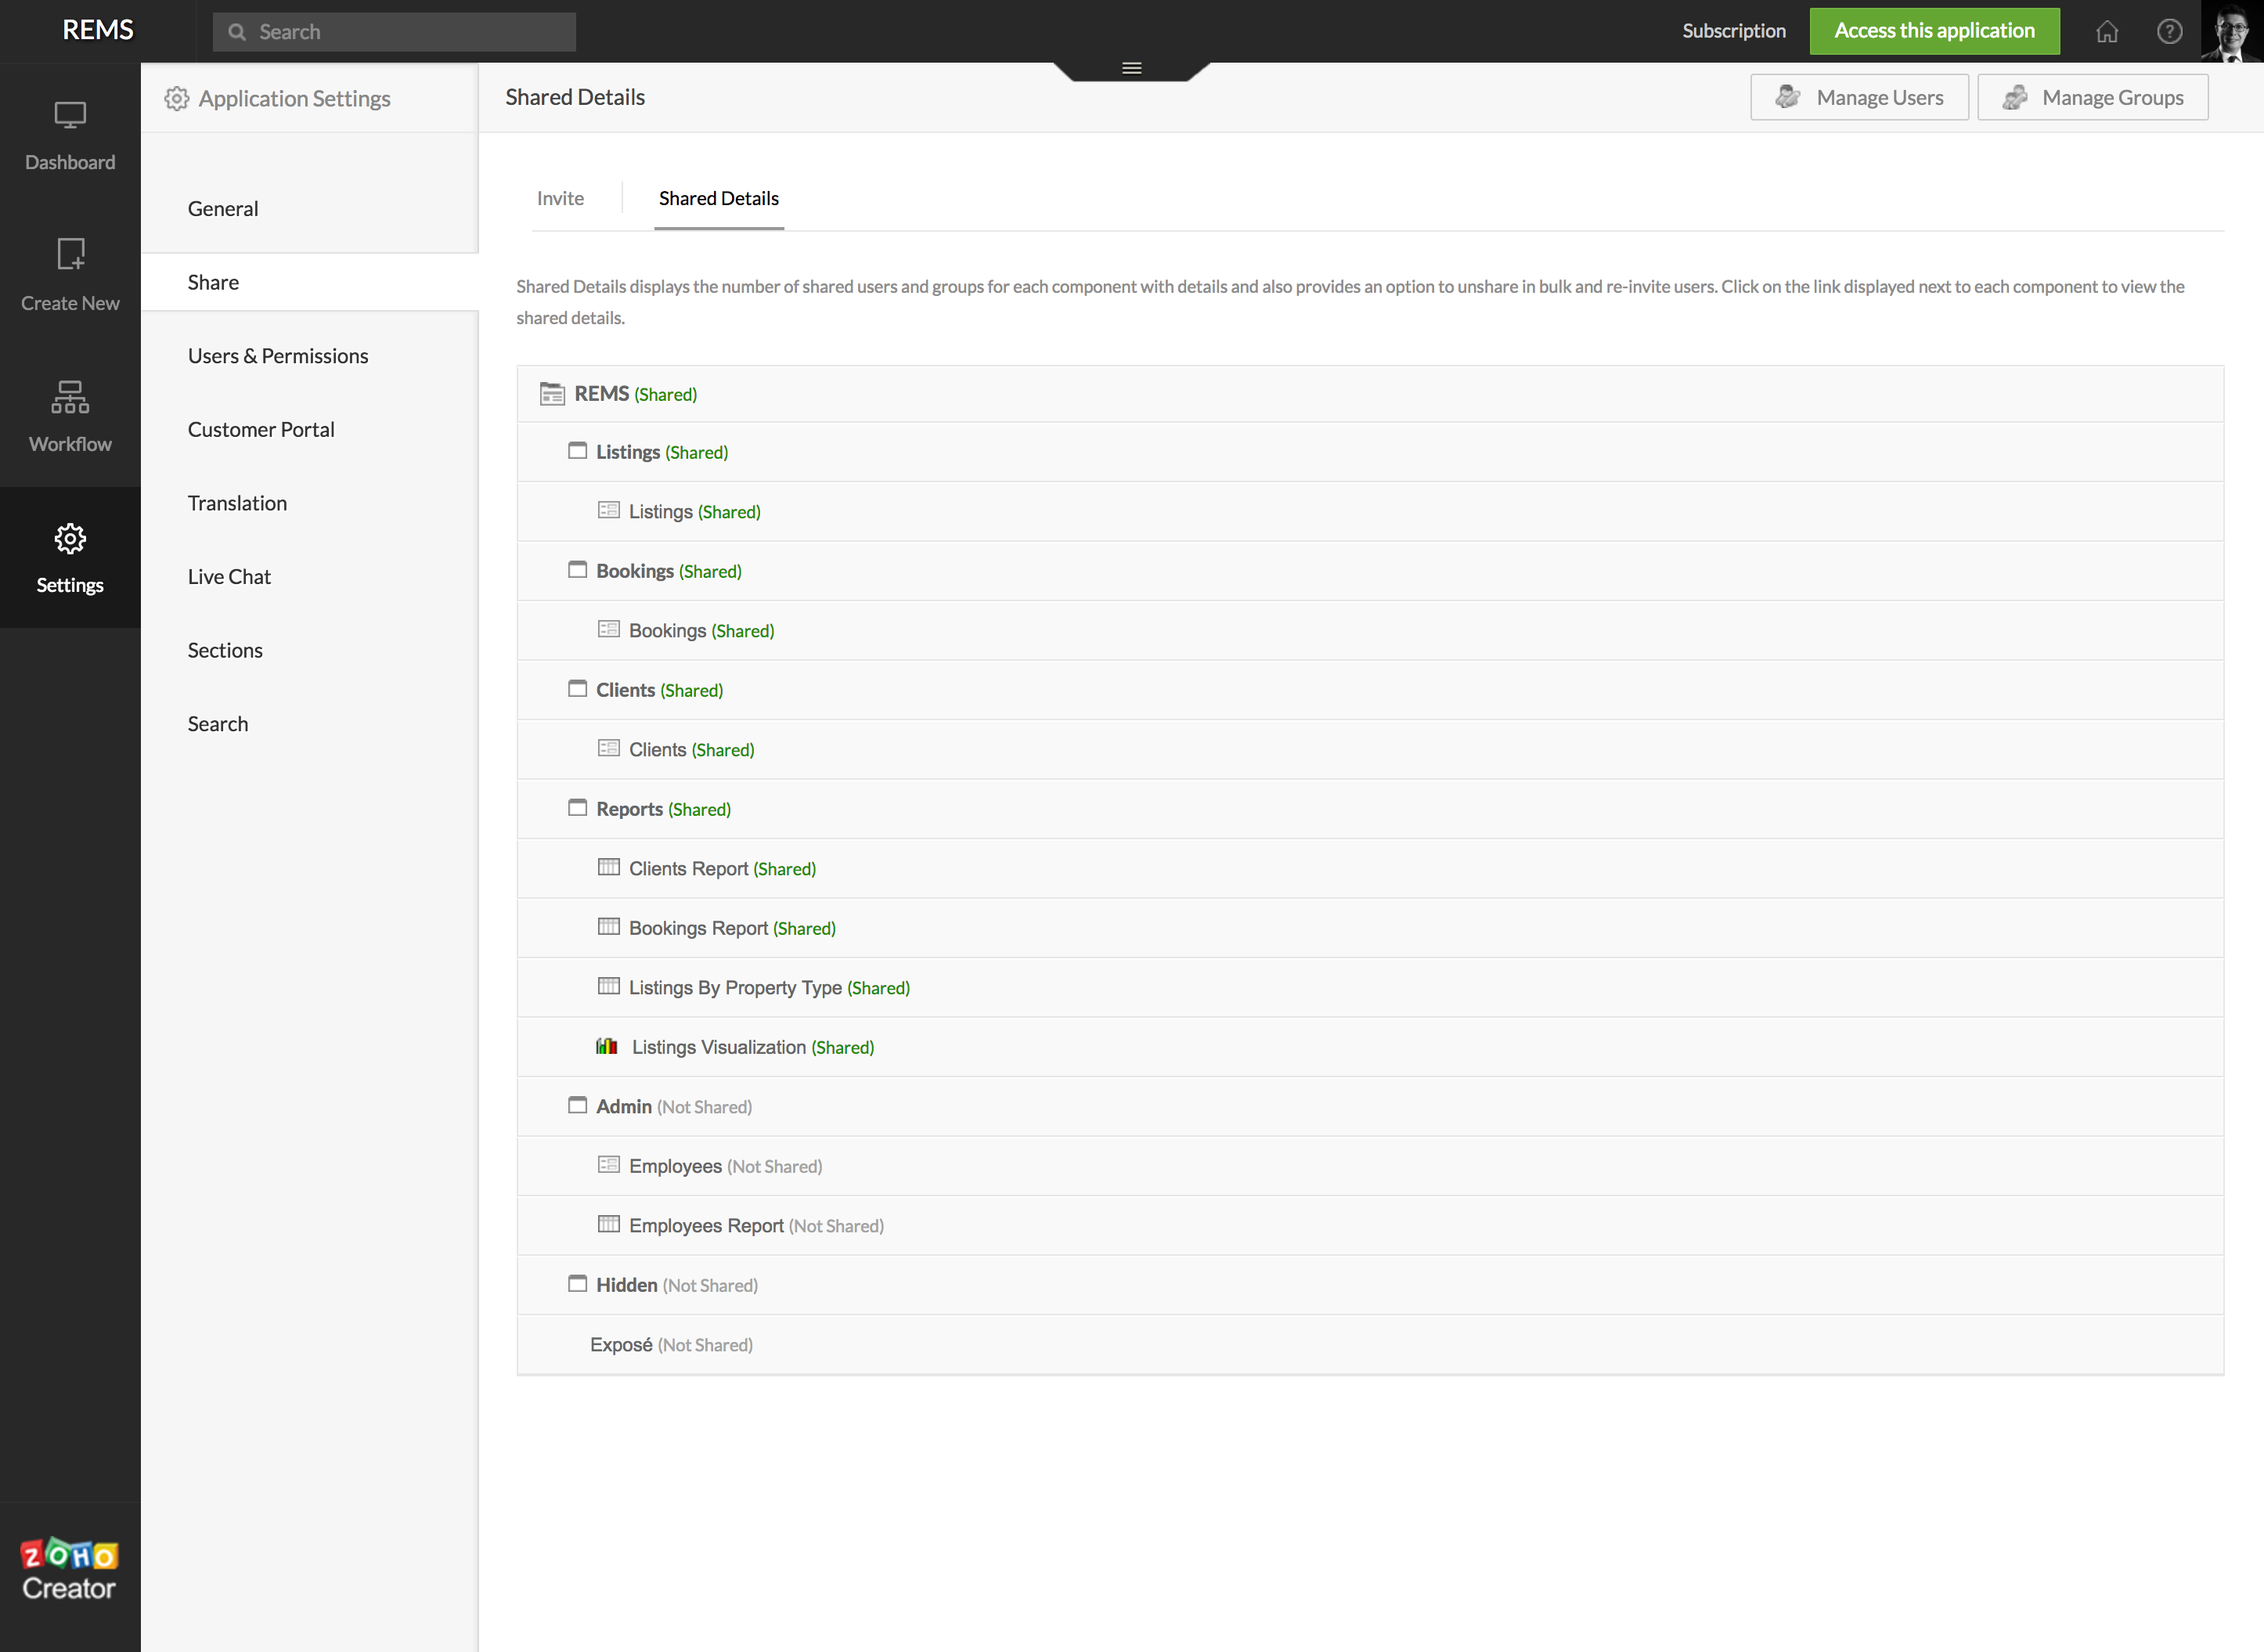 REMS
Search
Subscription
Access this application
Dashboard
Create New
Workflow
Settings
ZOHO
Creator
Application Settings
General
Share
Users & Permissions
Customer Portal
Translation
Live Chat
Sections
Search
Shared Details
Manage Users
Manage Groups
Invite
Shared Details
Shared Details displays the number of shared users and groups for each component with details and also provides an option to unshare in bulk and re-invite users. Click on the link displayed next to each component to view the
shared details.
REMS (Shared)
Listings (Shared)
Listings (Shared)
Bookings (Shared)
Bookings (Shared)
Clients (Shared)
Clients (Shared)
Reports (Shared)
Clients Report (Shared)
Bookings Report (Shared)
Listings By Property Type (Shared)
Listings Visualization (Shared)
Admin (Not Shared)
Employees (Not Shared)
Employees Report (Not Shared)
Hidden (Not Shared)
Exposé (Not Shared)